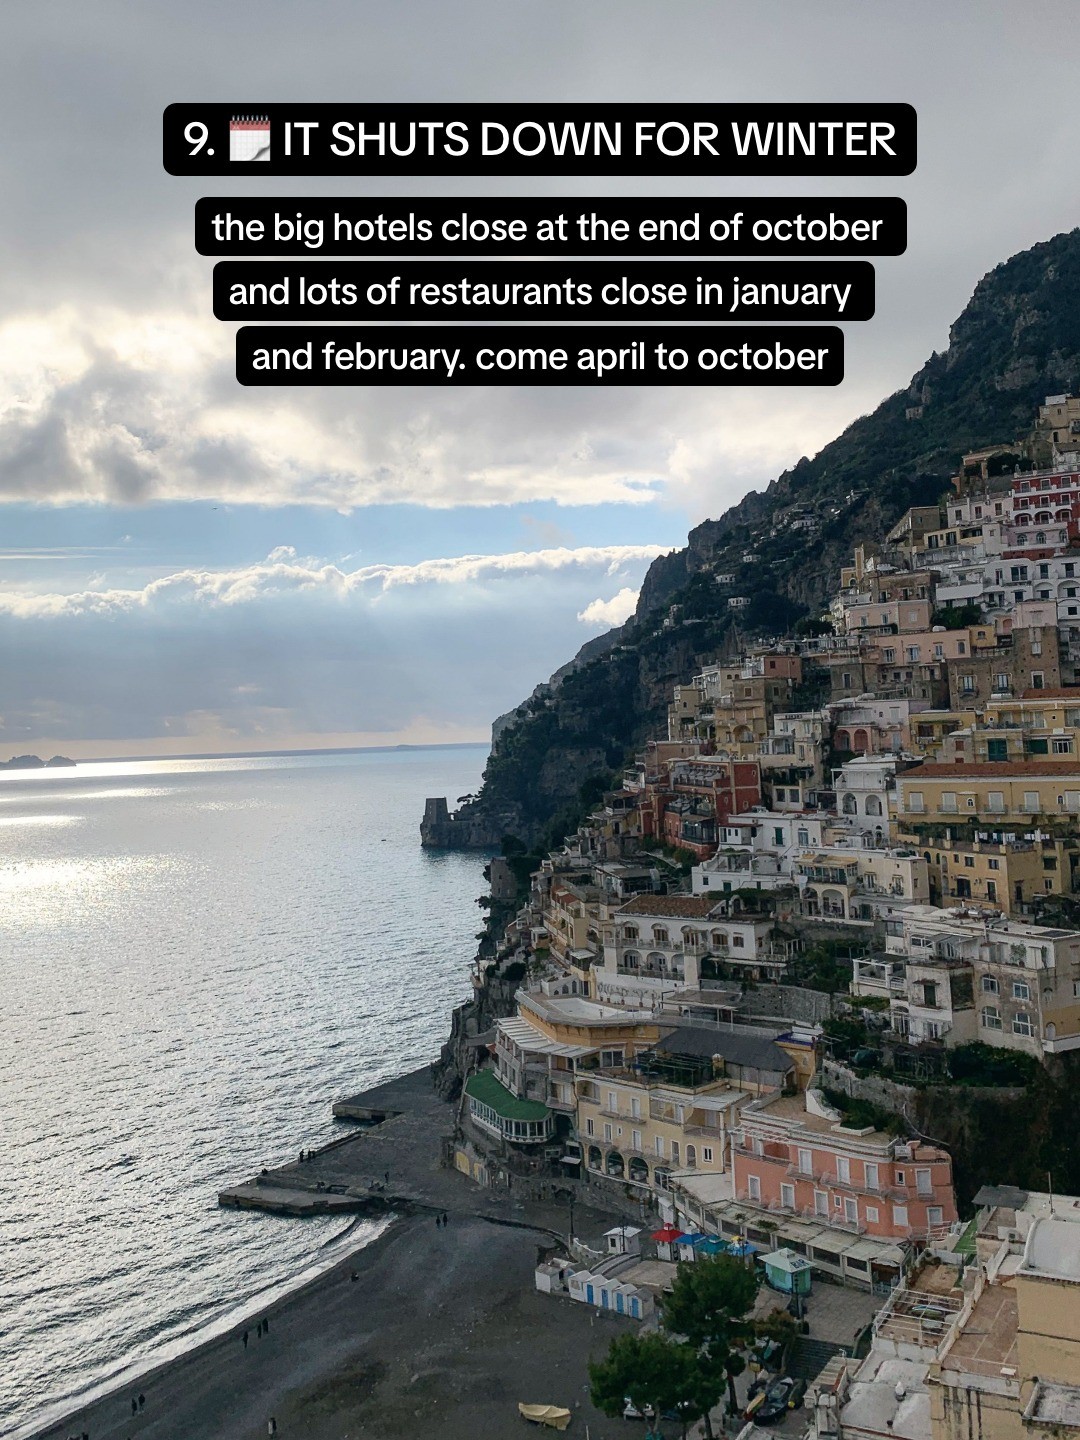 9. 🗓 IT SHUTS DOWN FOR WINTER
the big hotels close at the end of october
and lots of restaurants close in january
and february. come april to october